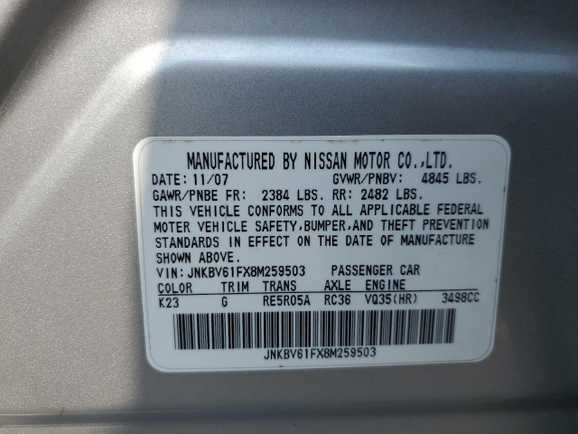 MANUFACTURED BY NISSAN MOTOR CO.,LTD.
DATE: 11/07 GVWR/PNBV: 4845 LBS.
GAWR/PNBE FR: 2384 LBS. RR: 2482 LBS.
THIS VEHICLE CONFORMS TO ALL APPLICABLE FEDERAL
MOTER VEHICLE SAFETY,BUMPER,AND THEFT PREVENTION
STANDARDS IN EFFECT ON THE DATE OF MANUFACTURE
SHOWN ABOVE.
VIN: JNKBV61FX8M259503 PASSENGER CAR
COLOR TRIM TRANS AXLE ENGINE
K23 G RE5R05A RC36 VQ35(HR) 3498CC
JNKBV61FX8M259503